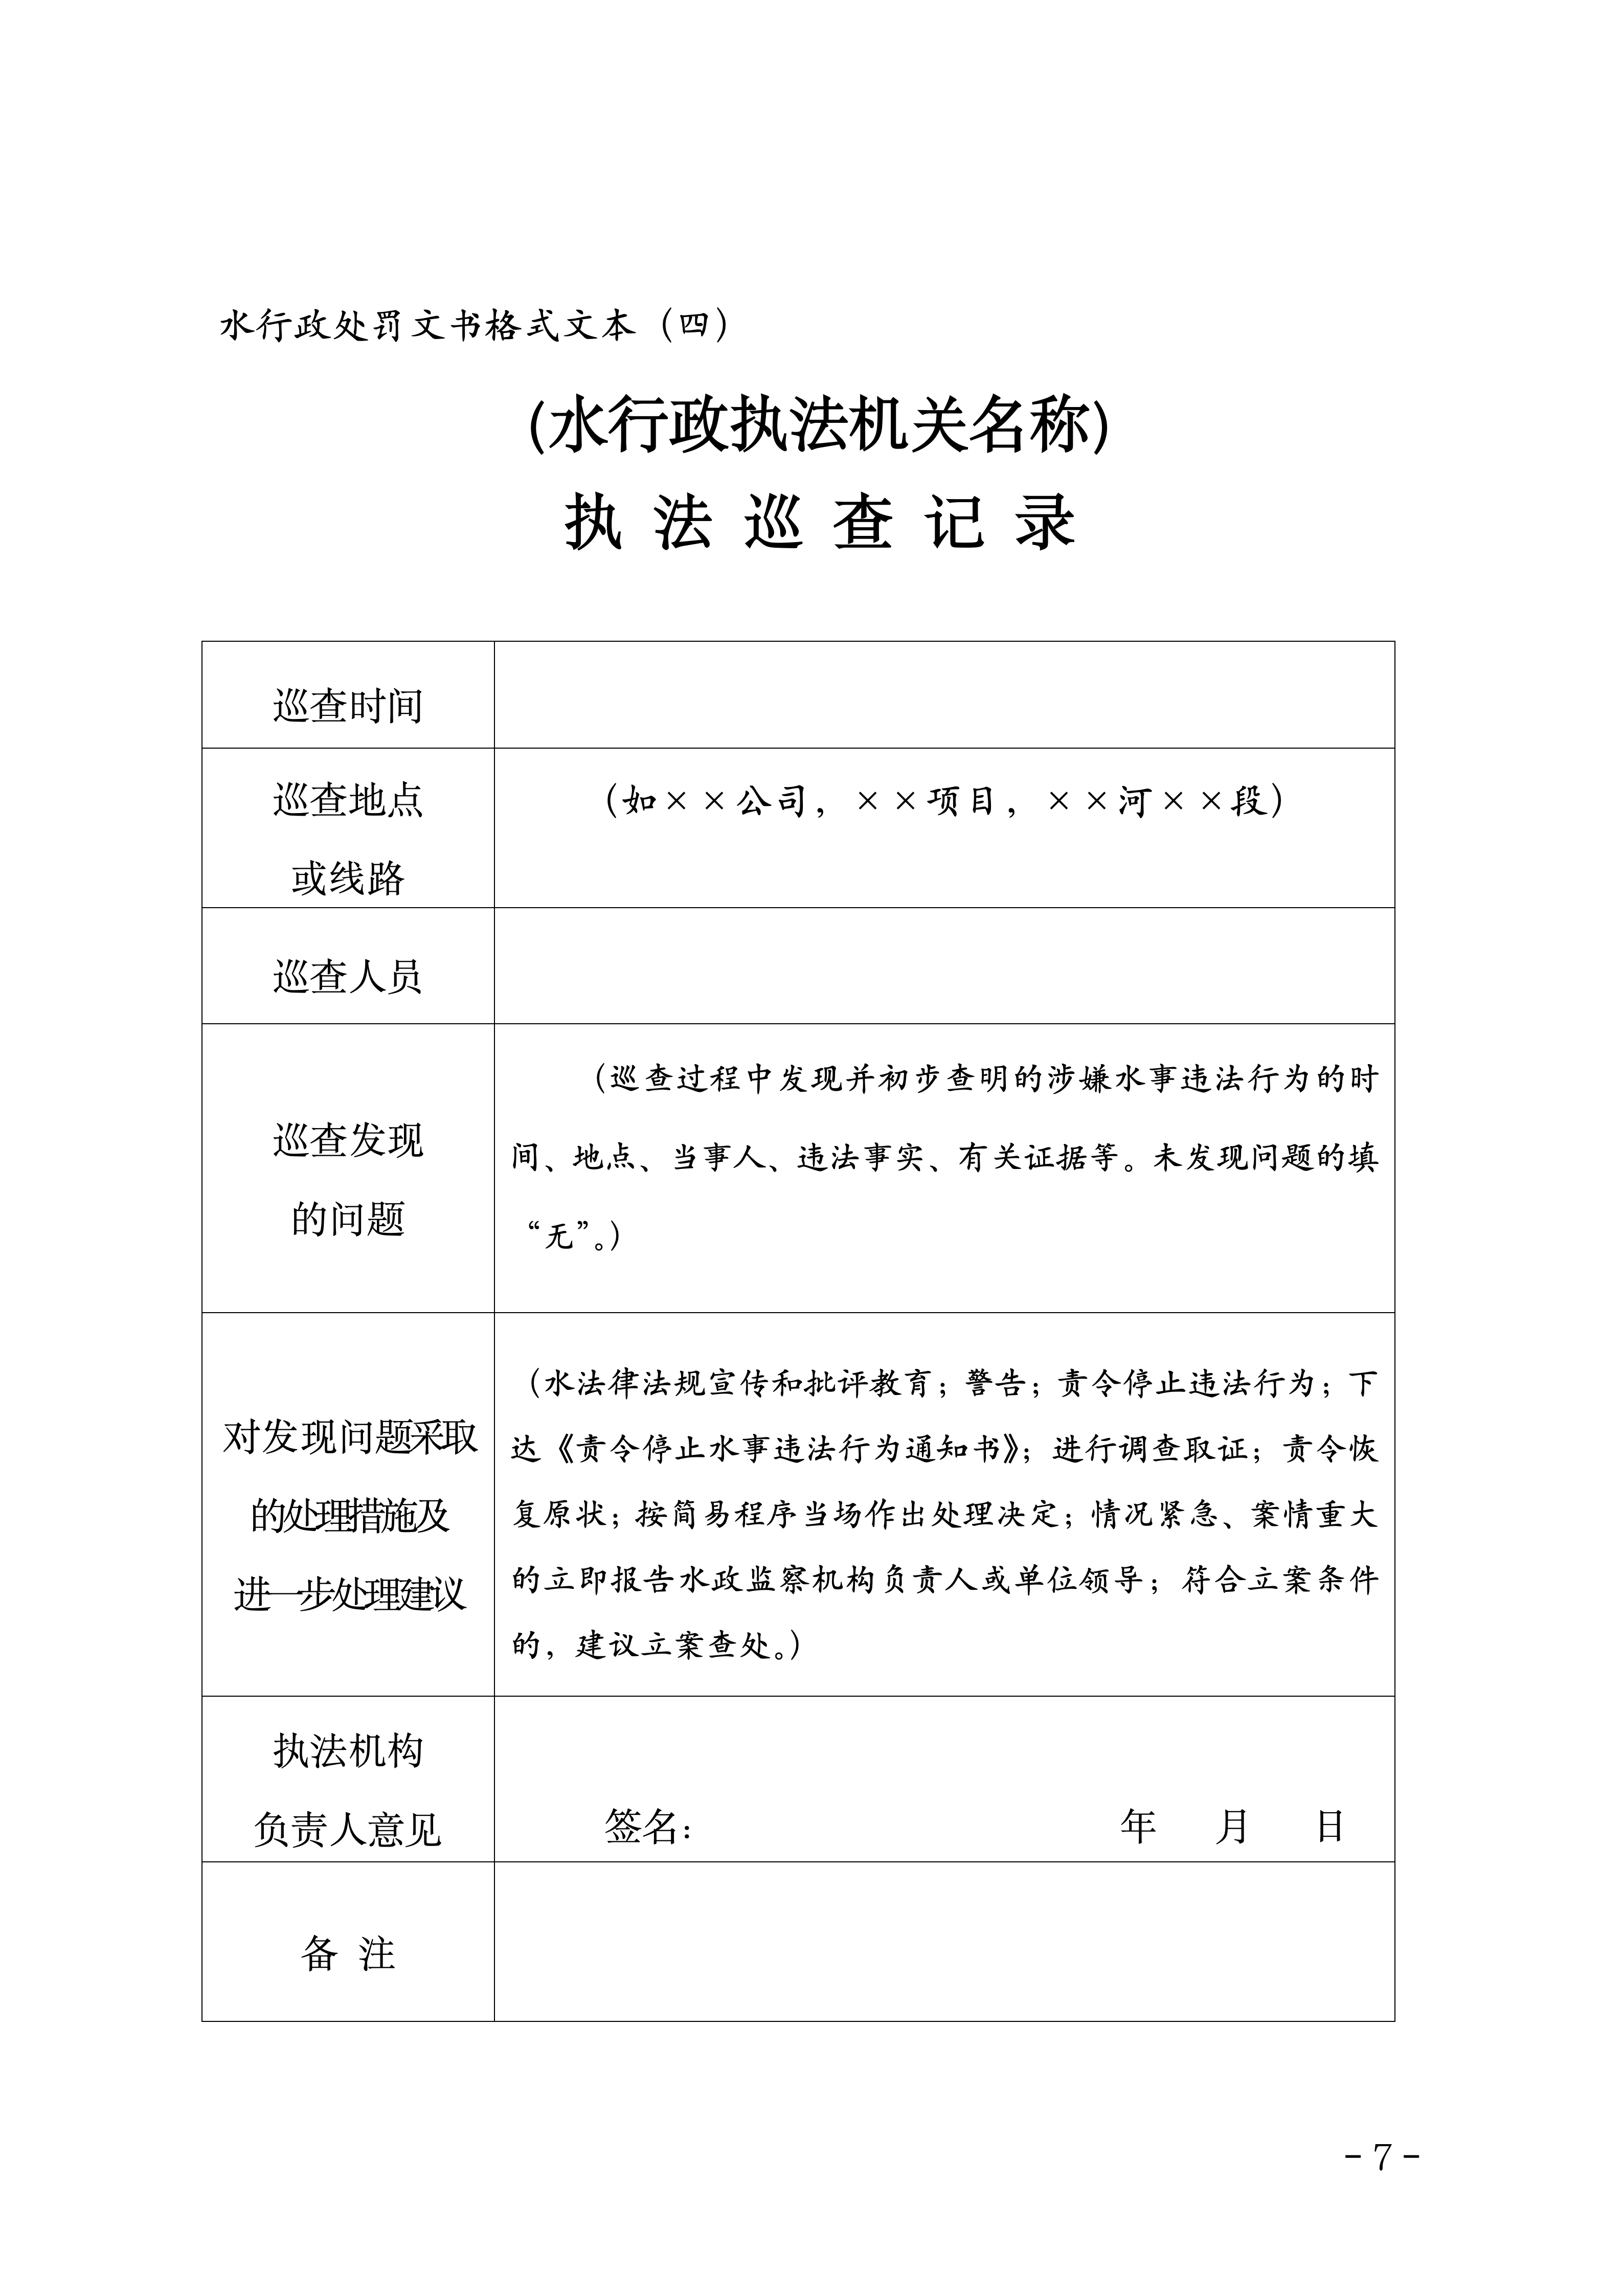 水行政处罚文书格式文本（四）
（水行政执法机关名称）
执 法 巡 查 记 录
巡查时间
巡查地点
或线路
（如××公司，××项目，××河××段）
巡查人员
巡查发现
的问题
（巡查过程中发现并初步查明的涉嫌水事违法行为的时
间、地点、当事人、违法事实、有关证据等。未发现问题的填
“无”。）
对发现问题采取
的处理措施及
进一步处理建议
（水法律法规宣传和批评教育；警告；责令停止违法行为；下
达《责令停止水事违法行为通知书》；进行调查取证；责令恢
复原状；按简易程序当场作出处理决定；情况紧急、案情重大
的立即报告水政监察机构负责人或单位领导；符合立案条件
的，建议立案查处。）
执法机构
负责人意见
签名： 年 月 日
备 注
- 7 -